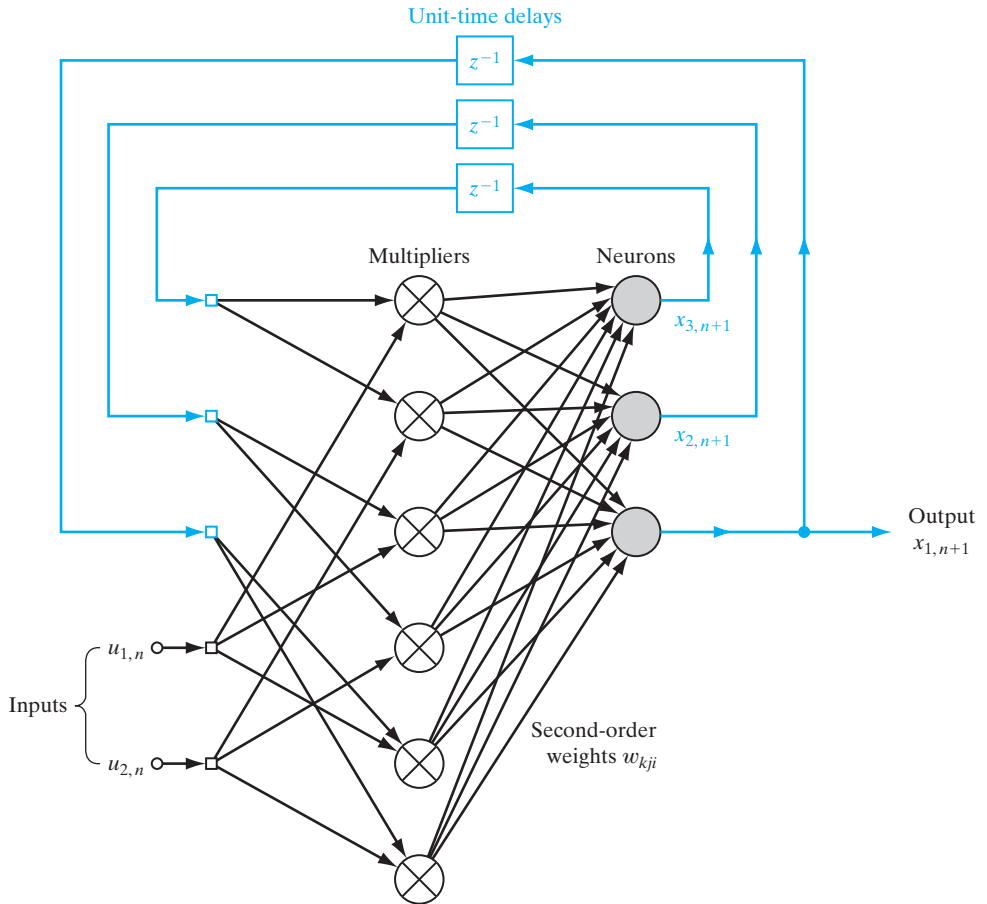 Unit-time delays
z⁻¹
z⁻¹
z⁻¹
Multipliers
Neurons
x₃,ₙ₊₁
x₂,ₙ₊₁
Output
x₁,ₙ₊₁
u₁,ₙ
Inputs
u₂,ₙ
Second-order
weights wₖⱼᵢ